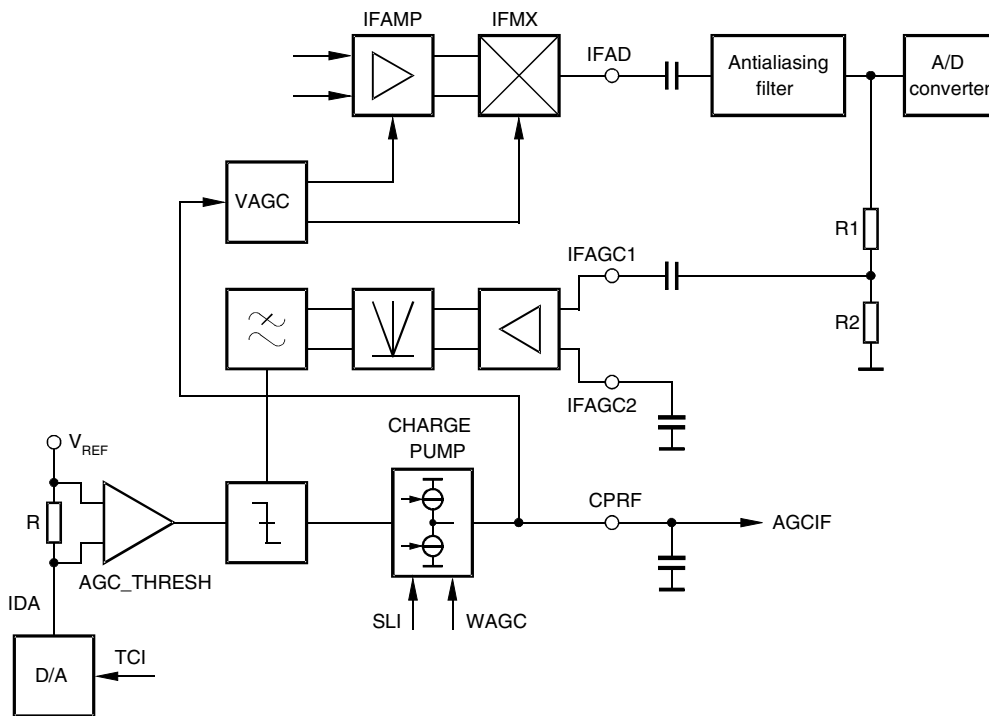 IFAMP
IFMX
IFAD
Antialiasing
filter
A/D
converter
VAGC
R1
IFAGC1
R2
IFAGC2
CHARGE
PUMP
VREF
R
CPRF
AGCIF
AGC_THRESH
IDA
SLI
WAGC
TCI
D/A